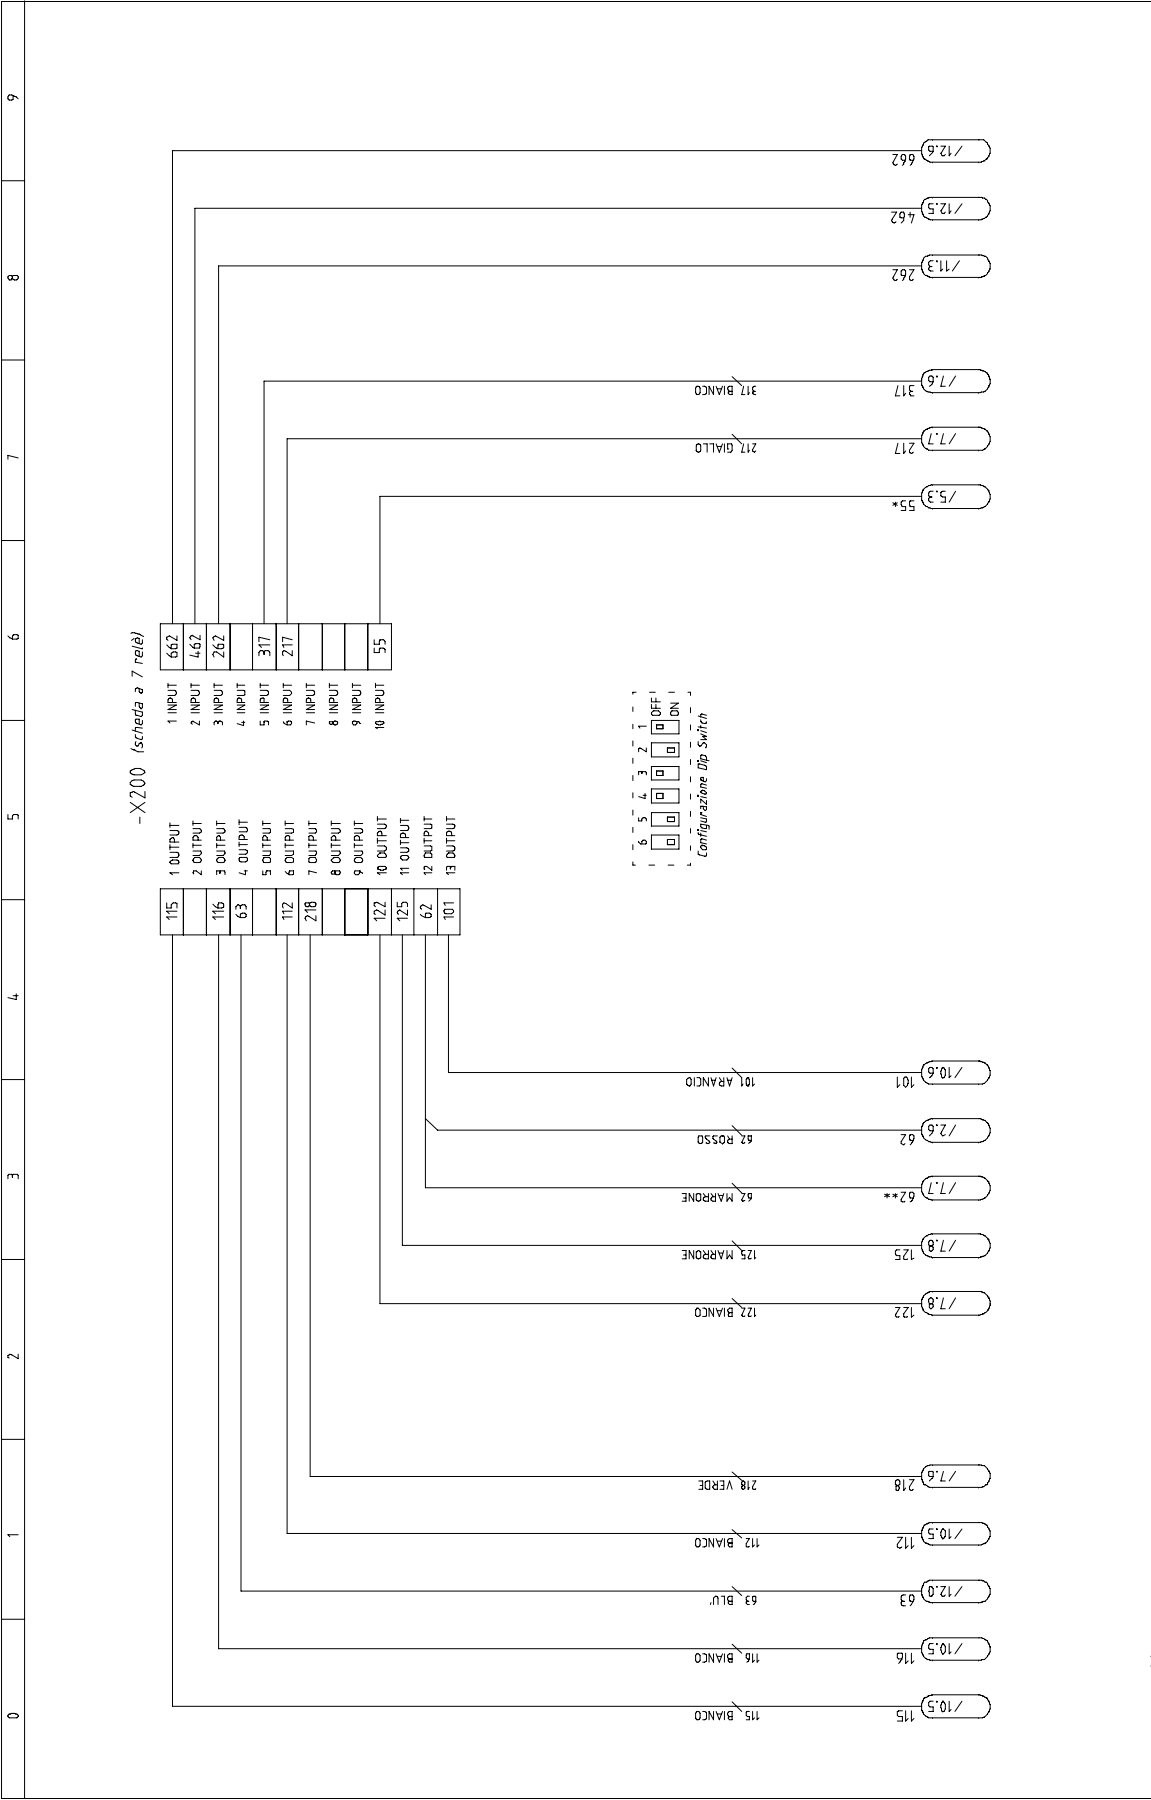 9
8
7
6
5
4
3
2
1
0
-X200 (scheda a 7 relè)
662 1 INPUT
462 2 INPUT
262 3 INPUT
4 INPUT
317 5 INPUT
217 6 INPUT
7 INPUT
8 INPUT
9 INPUT
55 10 INPUT
115 1 OUTPUT
2 OUTPUT
116 3 OUTPUT
63 4 OUTPUT
5 OUTPUT
112 6 OUTPUT
218 7 OUTPUT
8 OUTPUT
9 OUTPUT
122 10 OUTPUT
125 11 OUTPUT
62 12 OUTPUT
101 13 OUTPUT
6 5 4 3 2 1
OFF
ON
Configurazione Dip Switch
662 /12.6
462 /12.5
262 /11.3
317 BIANCO 317 /7.6
217 GIALLO 217 /7.7
55* /5.3
101 ARANCIO 101 /10.6
62 ROSSO 62 /2.6
62 MARRONE 62** /7.7
125 MARRONE 125 /7.8
122 BIANCO 122 /7.8
218 VERDE 218 /7.6
112 BIANCO 112 /10.5
63 BLU' 63 /12.0
116 BIANCO 116 /10.5
115 BIANCO 115 /10.5